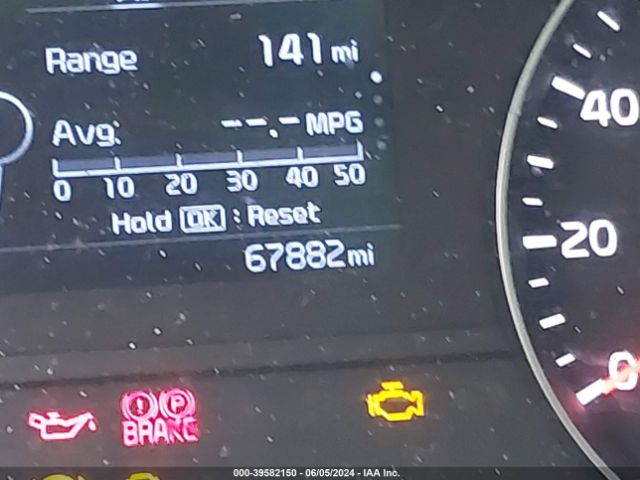 Range 141 mi
Avg. --.- MPG
0 10 20 30 40 50
Hold OK : Reset
67882 mi
40
20
0
! P
BRAKE
000-39582150 - 06/05/2024 - IAA Inc.